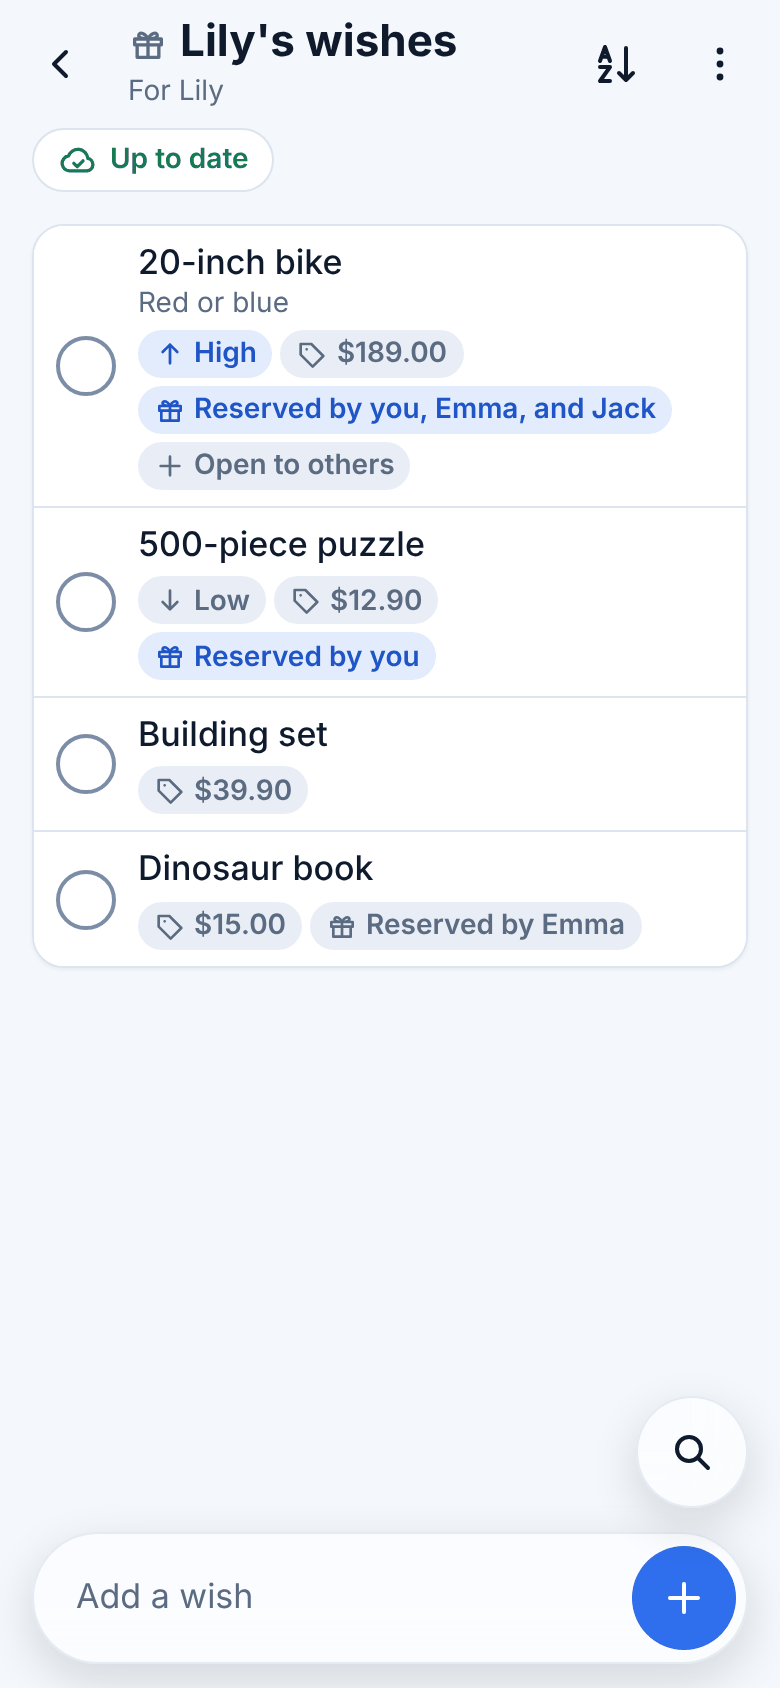 Lily's wishes
For Lily
Up to date
20-inch bike
Red or blue
High $189.00
Reserved by you, Emma, and Jack
Open to others
500-piece puzzle
Low $12.90
Reserved by you
Building set
$39.90
Dinosaur book
$15.00 Reserved by Emma
Add a wish